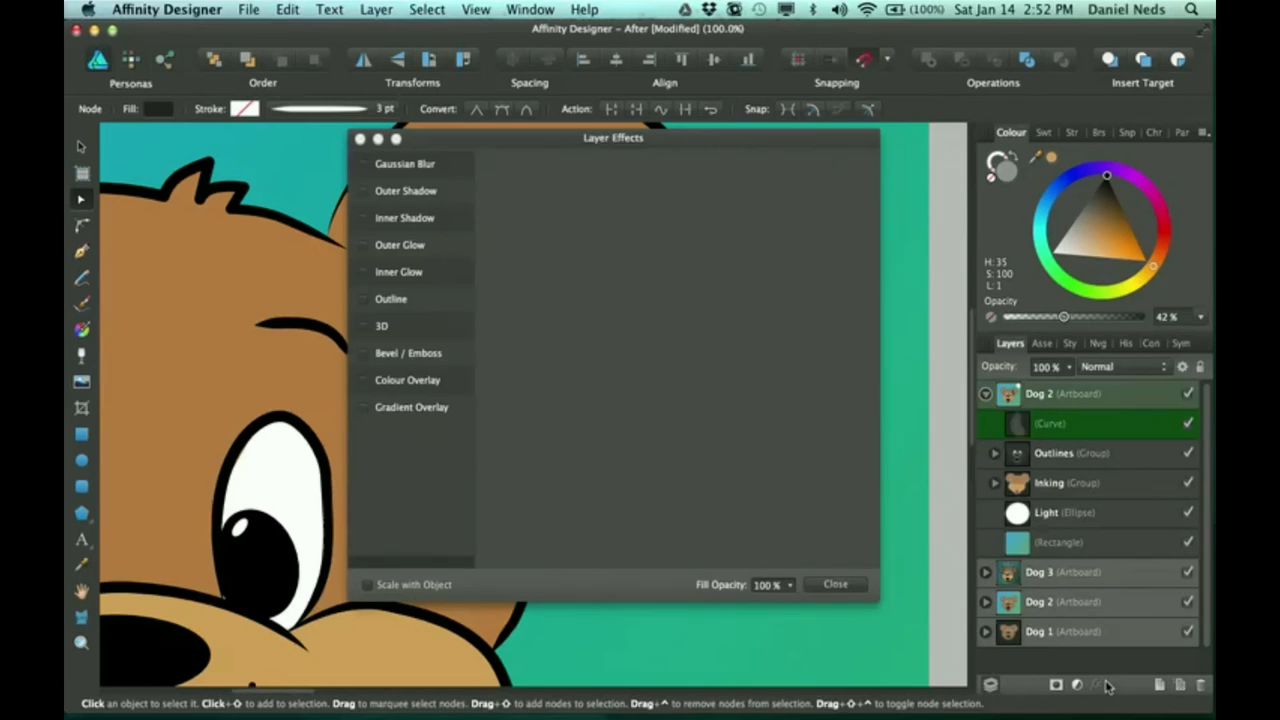 Affinity Designer File Edit Text Layer Select View Window Help (100%) Sat Jan 14 2:52 PM Daniel Neds
Affinity Designer – After [Modified] (100.0%)
Personas Order Transforms Spacing Align Snapping Operations Insert Target
Node Fill: Stroke: 3 pt Convert: Action: Snap:
Layer Effects
Gaussian Blur
Outer Shadow
Inner Shadow
Outer Glow
Inner Glow
Outline
3D
Bevel / Emboss
Colour Overlay
Gradient Overlay
Scale with Object Fill Opacity: 100 % Close
Colour Swt Str Brs Snp Chr Par
H: 35
S: 100
L: 1
Opacity
42 %
Layers Asse Sty Nvg His Con Sym
Opacity: 100 % Normal
Dog 2 (Artboard)
(Curve)
Outlines (Group)
Inking (Group)
Light (Ellipse)
(Rectangle)
Dog 3 (Artboard)
Dog 2 (Artboard)
Dog 1 (Artboard)
Click an object to select it. Click+⇧ to add to selection. Drag to marquee select nodes. Drag+⇧ to add nodes to selection. Drag+^ to remove nodes from selection. Drag+⇧+^ to toggle node selection.